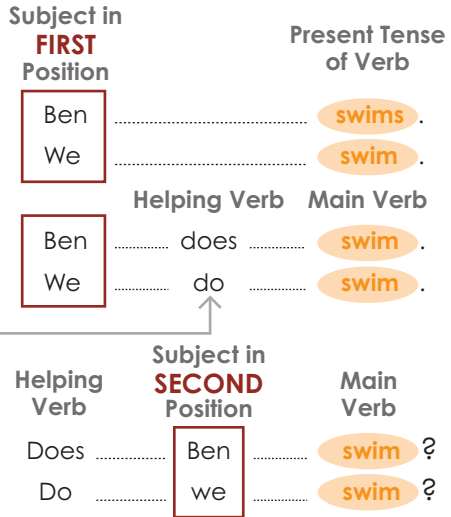 Subject in
FIRST
Position
Present Tense
of Verb
Ben ........................ swims.
We ........................ swim.
Helping Verb Main Verb
Ben ......... does ......... swim.
We ......... do ......... swim.
Subject in
SECOND
Position
Helping
Verb
Main
Verb
Does ......... Ben ......... swim?
Do ......... we ......... swim?